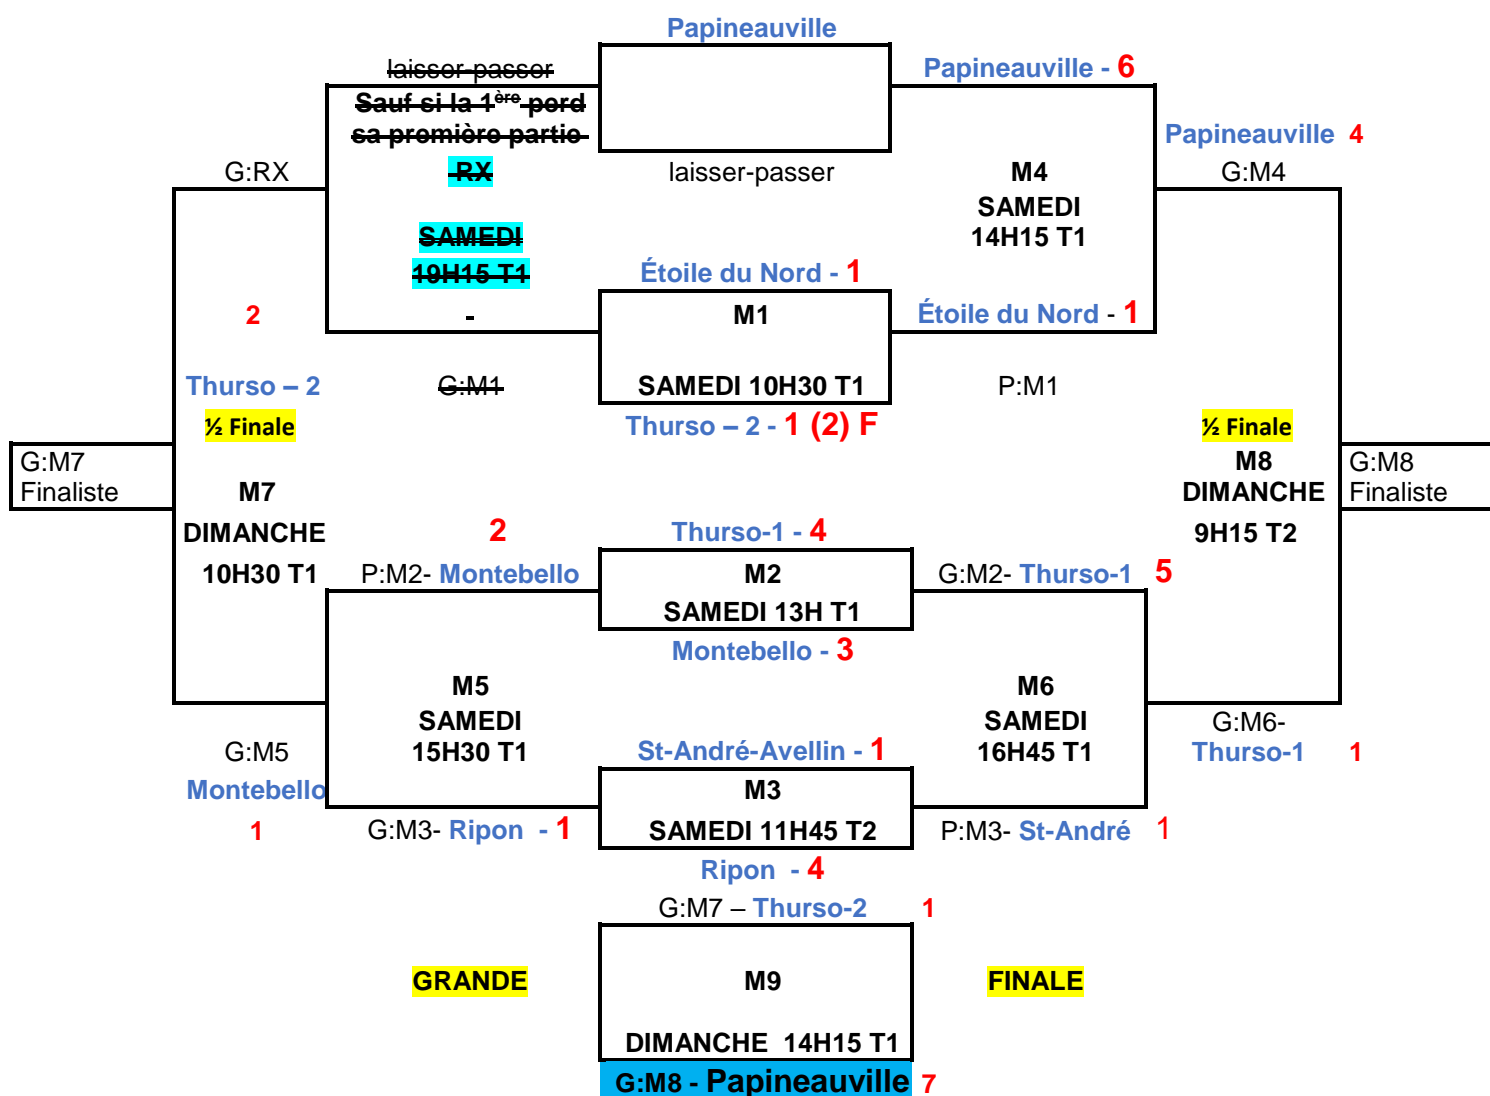 Papineauville
laisser-passer
Papineauville - 6
Sauf si la 1ère perd
sa première partie
Papineauville 4
G:RX
RX
laisser-passer
M4
G:M4
SAMEDI
14H15 T1
SAMEDI
19H15 T1
Étoile du Nord - 1
2
-
M1
Étoile du Nord - 1
Thurso – 2
G:M1
SAMEDI 10H30 T1
P:M1
½ Finale
Thurso – 2 - 1 (2) F
½ Finale
G:M7
Finaliste
M7
M8
DIMANCHE
G:M8
Finaliste
DIMANCHE
2
Thurso-1 - 4
9H15 T2
10H30 T1
P:M2- Montebello
M2
G:M2- Thurso-1 5
SAMEDI 13H T1
Montebello - 3
M5
SAMEDI
15H30 T1
M6
SAMEDI
16H45 T1
G:M5
Montebello
1
St-André-Avellin - 1
G:M6-
Thurso-1 1
M3
G:M3- Ripon - 1
SAMEDI 11H45 T2
P:M3- St-André 1
Ripon - 4
G:M7 – Thurso-2 1
GRANDE
M9
FINALE
DIMANCHE 14H15 T1
G:M8 - Papineauville 7